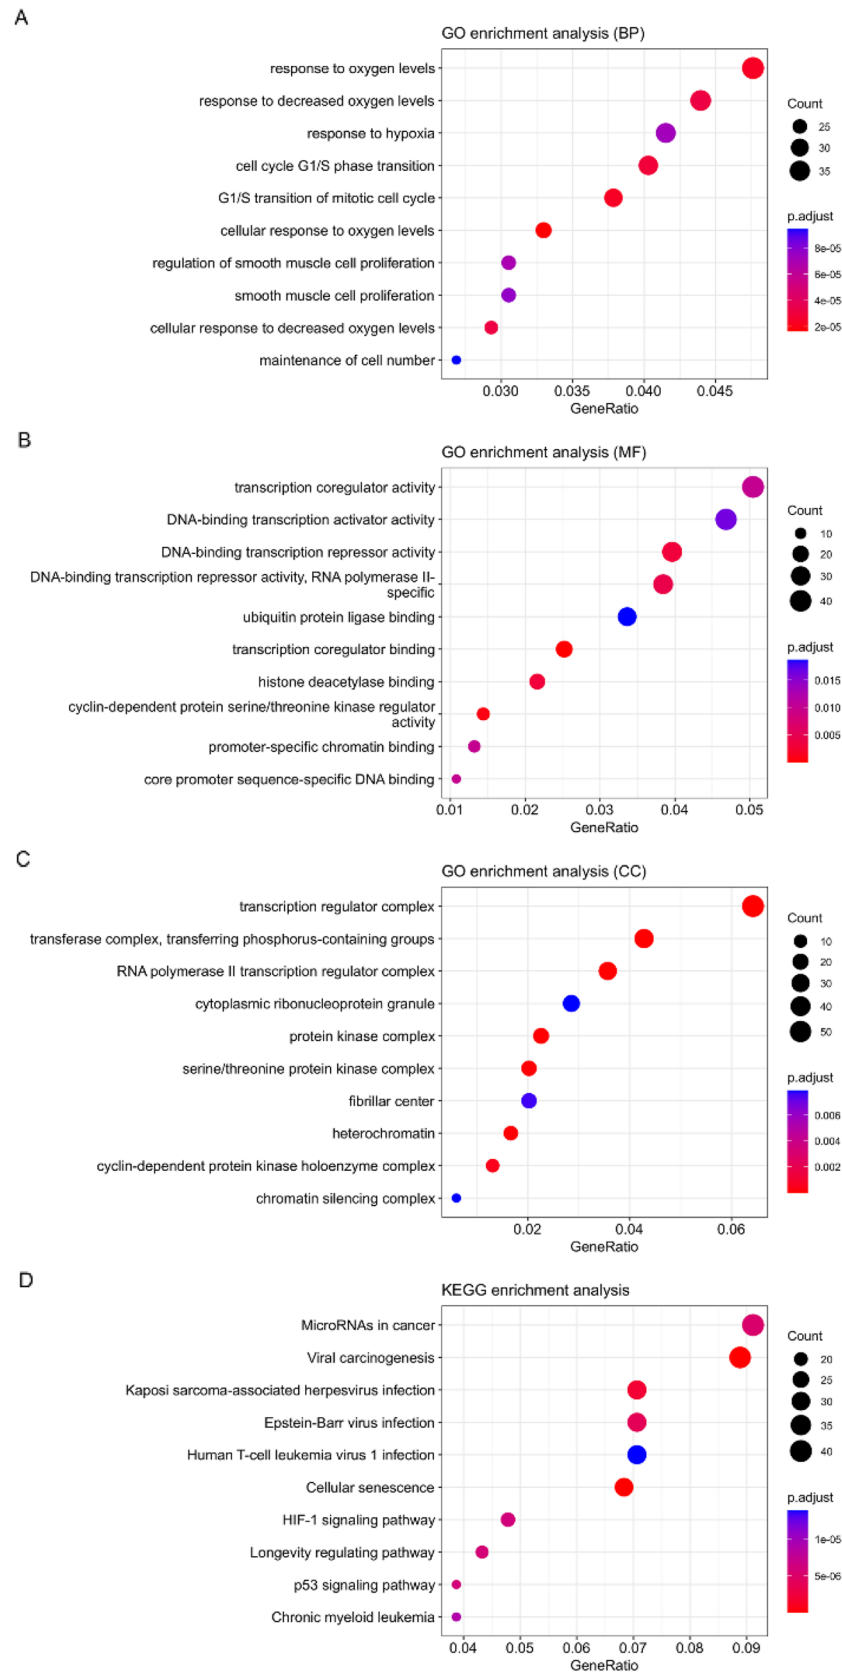 A
GO enrichment analysis (BP)
response to oxygen levels
response to decreased oxygen levels
response to hypoxia
cell cycle G1/S phase transition
G1/S transition of mitotic cell cycle
cellular response to oxygen levels
regulation of smooth muscle cell proliferation
smooth muscle cell proliferation
cellular response to decreased oxygen levels
maintenance of cell number
0.030 0.035 0.040 0.045
GeneRatio
Count
25
30
35
p.adjust
8e-05
6e-05
4e-05
2e-05
B
GO enrichment analysis (MF)
transcription coregulator activity
DNA-binding transcription activator activity
DNA-binding transcription repressor activity
DNA-binding transcription repressor activity, RNA polymerase II-
specific
ubiquitin protein ligase binding
transcription coregulator binding
histone deacetylase binding
cyclin-dependent protein serine/threonine kinase regulator
activity
promoter-specific chromatin binding
core promoter sequence-specific DNA binding
0.01 0.02 0.03 0.04 0.05
GeneRatio
Count
10
20
30
40
p.adjust
0.015
0.010
0.005
C
GO enrichment analysis (CC)
transcription regulator complex
transferase complex, transferring phosphorus-containing groups
RNA polymerase II transcription regulator complex
cytoplasmic ribonucleoprotein granule
protein kinase complex
serine/threonine protein kinase complex
fibrillar center
heterochromatin
cyclin-dependent protein kinase holoenzyme complex
chromatin silencing complex
0.02 0.04 0.06
GeneRatio
Count
10
20
30
40
50
p.adjust
0.006
0.004
0.002
D
KEGG enrichment analysis
MicroRNAs in cancer
Viral carcinogenesis
Kaposi sarcoma-associated herpesvirus infection
Epstein-Barr virus infection
Human T-cell leukemia virus 1 infection
Cellular senescence
HIF-1 signaling pathway
Longevity regulating pathway
p53 signaling pathway
Chronic myeloid leukemia
0.04 0.05 0.06 0.07 0.08 0.09
GeneRatio
Count
20
25
30
35
40
p.adjust
1e-05
5e-06